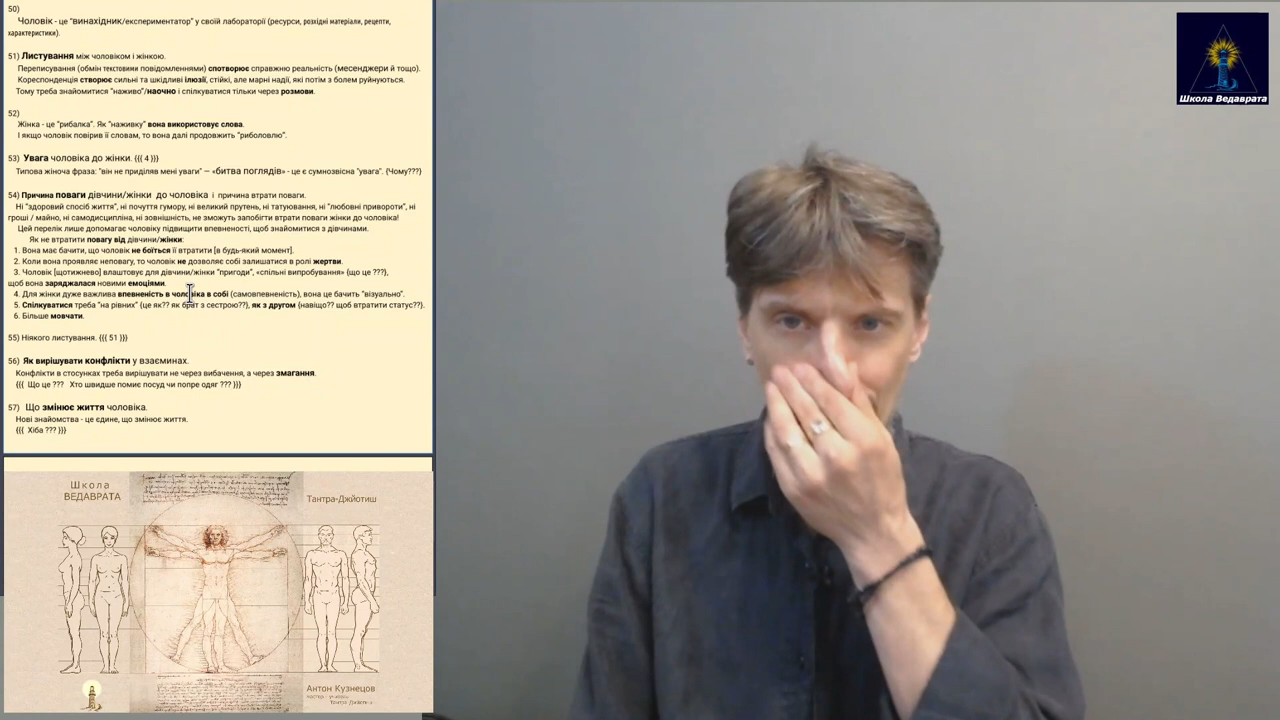 50)
Чоловік - це "винахідник/експериментатор" у своїй лабораторії (ресурси, розхідні матеріали, рецепти,
характеристики).
51) Листування між чоловіком і жінкою.
Переписування (обмін текстовими повідомленнями) спотворює справжню реальність (месенджери й тощо).
Кореспонденція створює сильні та шкідливі ілюзії, стійкі, але марні надії, які потім з болем руйнуються.
Тому треба знайомитися "наживо"/наочно і спілкуватися тільки через розмови.
52)
Жінка - це "рибалка". Як "наживку" вона використовує слова.
І якщо чоловік повірив її словам, то вона далі продовжить "риболовлю".
53) Увага чоловіка до жінки. {{{ 4 }}}
Типова жіноча фраза: "він не приділяв мені уваги" — «битва поглядів» - це є сумнозвісна "увага". {Чому???}
54) Причина поваги дівчини/жінки до чоловіка і причина втрати поваги.
Ні "здоровий спосіб життя", ні почуття гумору, ні великий прутень, ні татуювання, ні "любовні привороти", ні
гроші / майно, ні самодисципліна, ні зовнішність, не зможуть запобігти втрати поваги жінки до чоловіка!
Цей перелік лише допомагає чоловіку підвищити впевненості, щоб знайомитися з дівчинами.
Як не втратити повагу від дівчини/жінки:
1. Вона має бачити, що чоловік не боїться її втратити [в будь-який момент].
2. Коли вона проявляє неповагу, то чоловік не дозволяє собі залишатися в ролі жертви.
3. Чоловік [щотижнево] влаштовує для дівчини/жінки "пригоди", «спільні випробування» {що це ???},
щоб вона заряджалася новими емоціями.
4. Для жінки дуже важлива впевненість в чоловіка в собі (самовпевненість), вона це бачить "візуально".
5. Спілкуватися треба "на рівних" {це як?? як брат з сестрою??}, як з другом {навіщо?? щоб втратити статус??}.
6. Більше мовчати.
55) Ніякого листування. {{{ 51 }}}
56) Як вирішувати конфлікти у взаєминах.
Конфлікти в стосунках треба вирішувати не через вибачення, а через змагання.
{{{ Що це ??? Хто швидше помиє посуд чи попре одяг ??? }}}
57) Що змінює життя чоловіка.
Нові знайомства - це єдине, що змінює життя.
{{{ Хіба ??? }}}
Школа
ВЕДАВРАТА
Тантра-Джйотиш
Антон Кузнецов
Школа Ведаврата